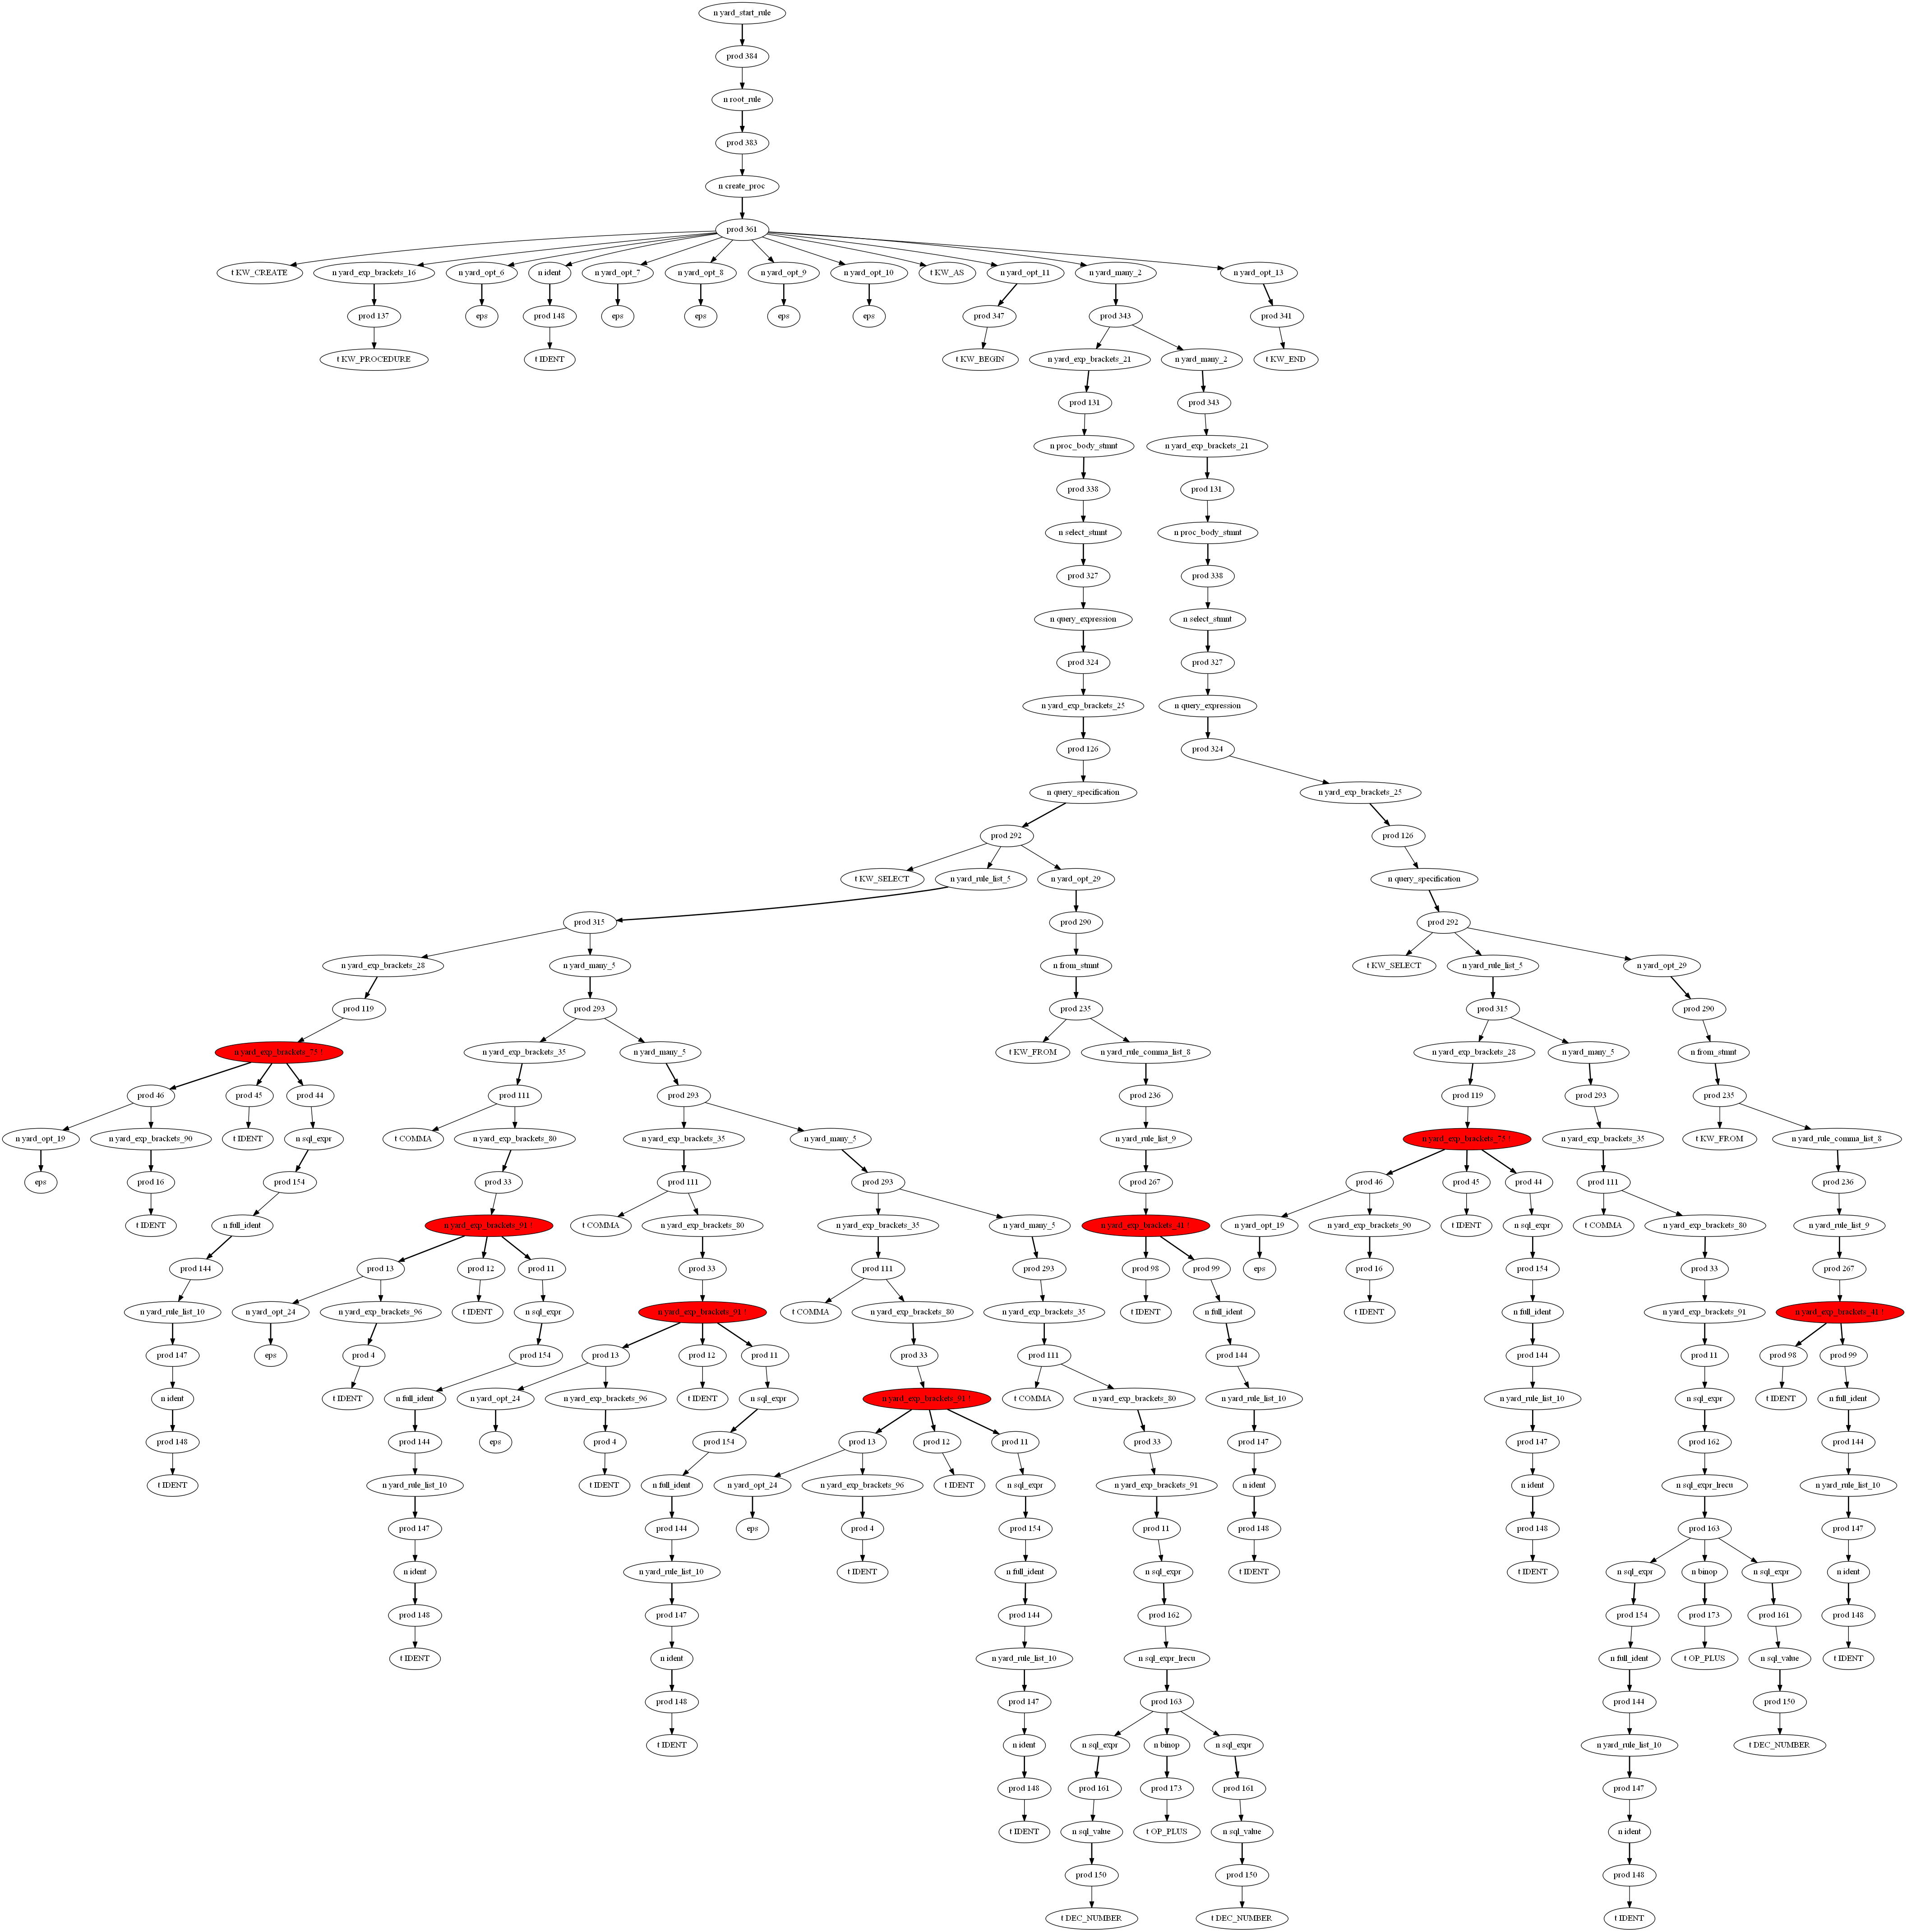 n yard_start_rule
prod 384
n root_rule
prod 383
n create_proc
prod 361
t KW_CREATE n yard_exp_brackets_16 n yard_opt_6 n ident n yard_opt_7 n yard_opt_8 n yard_opt_9 n yard_opt_10 t KW_AS n yard_opt_11 n yard_many_2 n yard_opt_13
prod 137 eps prod 148 eps eps eps eps prod 347 prod 343 prod 341
t KW_PROCEDURE t IDENT t KW_BEGIN n yard_exp_brackets_21 n yard_many_2 t KW_END
prod 131 prod 343
n proc_body_stmnt n yard_exp_brackets_21
prod 338 prod 131
n select_stmnt n proc_body_stmnt
prod 327 prod 338
n query_expression n select_stmnt
prod 324 prod 327
n yard_exp_brackets_25 n query_expression
prod 126 prod 324
n query_specification n yard_exp_brackets_25
prod 292 prod 126
t KW_SELECT n yard_rule_list_5 n yard_opt_29 n query_specification
prod 315 prod 290 prod 292
n yard_exp_brackets_28 n yard_many_5 n from_stmnt t KW_SELECT n yard_rule_list_5 n yard_opt_29
prod 119 prod 293 prod 235 prod 315 prod 290
n yard_exp_brackets_73 ! n yard_exp_brackets_35 n yard_many_5 t KW_FROM n yard_rule_comma_list_8 n yard_exp_brackets_28 n yard_many_5 n from_stmnt
prod 46 prod 45 prod 44 prod 111 prod 293 prod 236 prod 119 prod 293 prod 235
n yard_opt_19 n yard_exp_brackets_90 t IDENT n sql_expr t COMMA n yard_exp_brackets_80 n yard_exp_brackets_35 n yard_many_5 n yard_rule_list_9 n yard_exp_brackets_73 ! n yard_exp_brackets_35 t KW_FROM n yard_rule_comma_list_8
eps prod 16 prod 154 prod 33 prod 111 prod 293 prod 267 prod 46 prod 45 prod 44 prod 111 prod 236
t IDENT n full_ident n yard_exp_brackets_91 ! t COMMA n yard_exp_brackets_80 n yard_exp_brackets_35 n yard_many_5 n yard_exp_brackets_41 ! n yard_opt_19 n yard_exp_brackets_90 t IDENT n sql_expr t COMMA n yard_exp_brackets_80 n yard_rule_list_9
prod 144 prod 13 prod 12 prod 11 prod 33 prod 111 prod 293 prod 98 prod 99 eps prod 16 prod 154 prod 33 prod 267
n yard_rule_list_10 n yard_opt_24 n yard_exp_brackets_96 t IDENT n sql_expr n yard_exp_brackets_91 ! t COMMA n yard_exp_brackets_80 n yard_exp_brackets_35 t IDENT n full_ident t IDENT n full_ident n yard_exp_brackets_91 n yard_exp_brackets_41 !
prod 147 eps prod 4 prod 154 prod 13 prod 12 prod 11 prod 33 prod 111 prod 144 prod 144 prod 11 prod 98 prod 99
n ident t IDENT n full_ident n yard_opt_24 n yard_exp_brackets_96 t IDENT n sql_expr n yard_exp_brackets_91 ! t COMMA n yard_exp_brackets_80 n yard_rule_list_10 n yard_rule_list_10 n sql_expr t IDENT n full_ident
prod 148 prod 144 eps prod 4 prod 154 prod 13 prod 12 prod 11 prod 33 prod 147 prod 147 prod 162 prod 144
t IDENT n yard_rule_list_10 t IDENT n full_ident n yard_opt_24 n yard_exp_brackets_96 t IDENT n sql_expr n yard_exp_brackets_91 n ident n ident n sql_expr_lrecu n yard_rule_list_10
prod 147 prod 144 eps prod 4 prod 154 prod 11 prod 148 prod 148 prod 163 prod 147
n ident n yard_rule_list_10 t IDENT n full_ident n sql_expr t IDENT t IDENT n sql_expr n binop n sql_expr n ident
prod 148 prod 147 prod 144 prod 162 prod 154 prod 173 prod 161 prod 148
t IDENT n ident n yard_rule_list_10 n sql_expr_lrecu n full_ident t OP_PLUS n sql_value t IDENT
prod 148 prod 147 prod 163 prod 144 prod 150
t IDENT n ident n sql_expr n binop n sql_expr n yard_rule_list_10 t DEC_NUMBER
prod 148 prod 161 prod 173 prod 161 prod 147
t IDENT n sql_value t OP_PLUS n sql_value n ident
prod 150 prod 150 prod 148
t DEC_NUMBER t DEC_NUMBER t IDENT